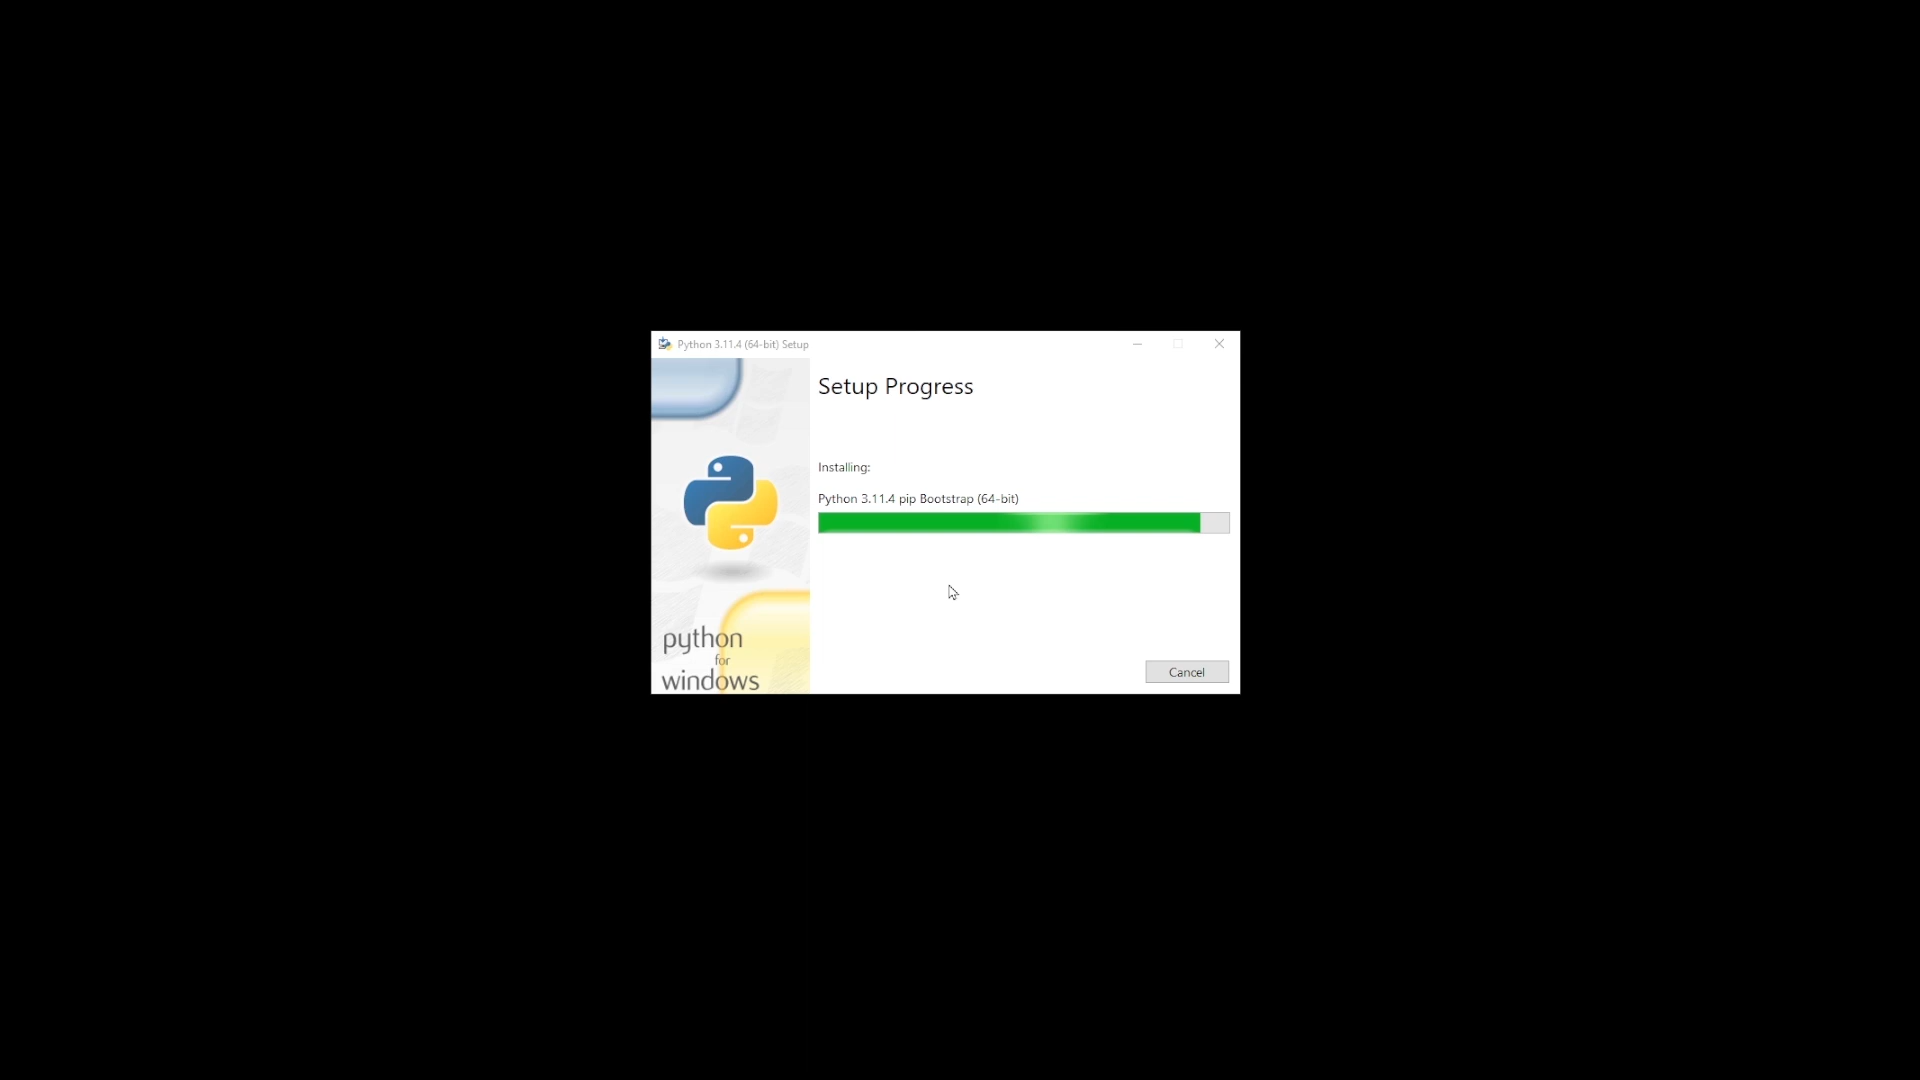 Python 3.11.4 (64-bit) Setup
Setup Progress
Installing:
Python 3.11.4 pip Bootstrap (64-bit)
python
for
windows
Cancel